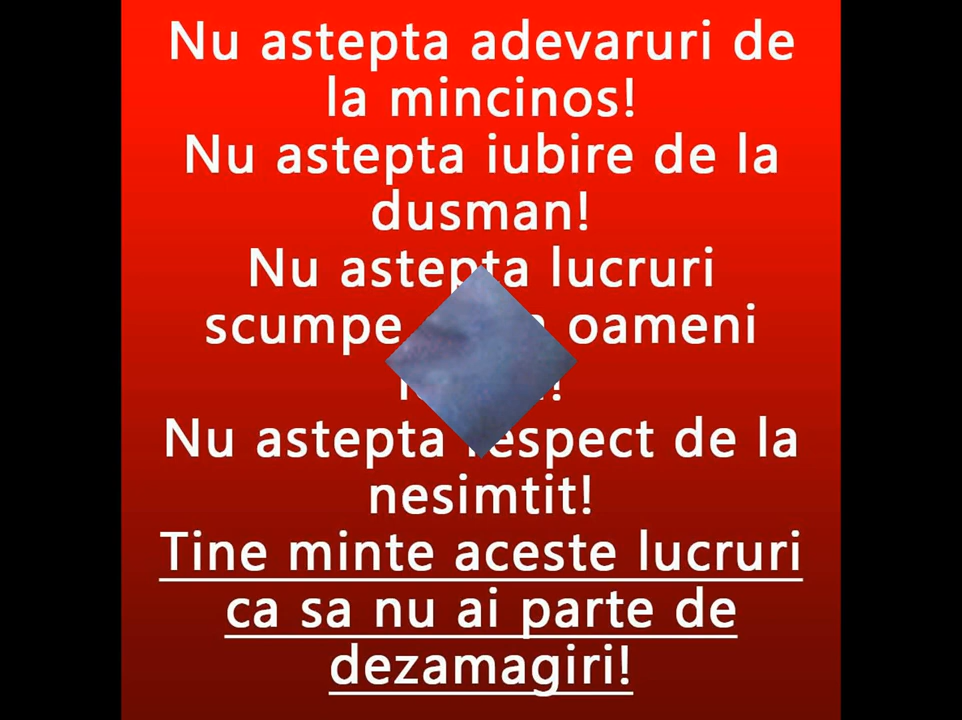 Nu astepta adevaruri de
la mincinos!
Nu astepta iubire de la
dusman!
Nu astepta lucruri
scumpe oameni
Nu astepta respect de la
nesimtit!
Tine minte aceste lucruri
ca sa nu ai parte de
dezamagiri!